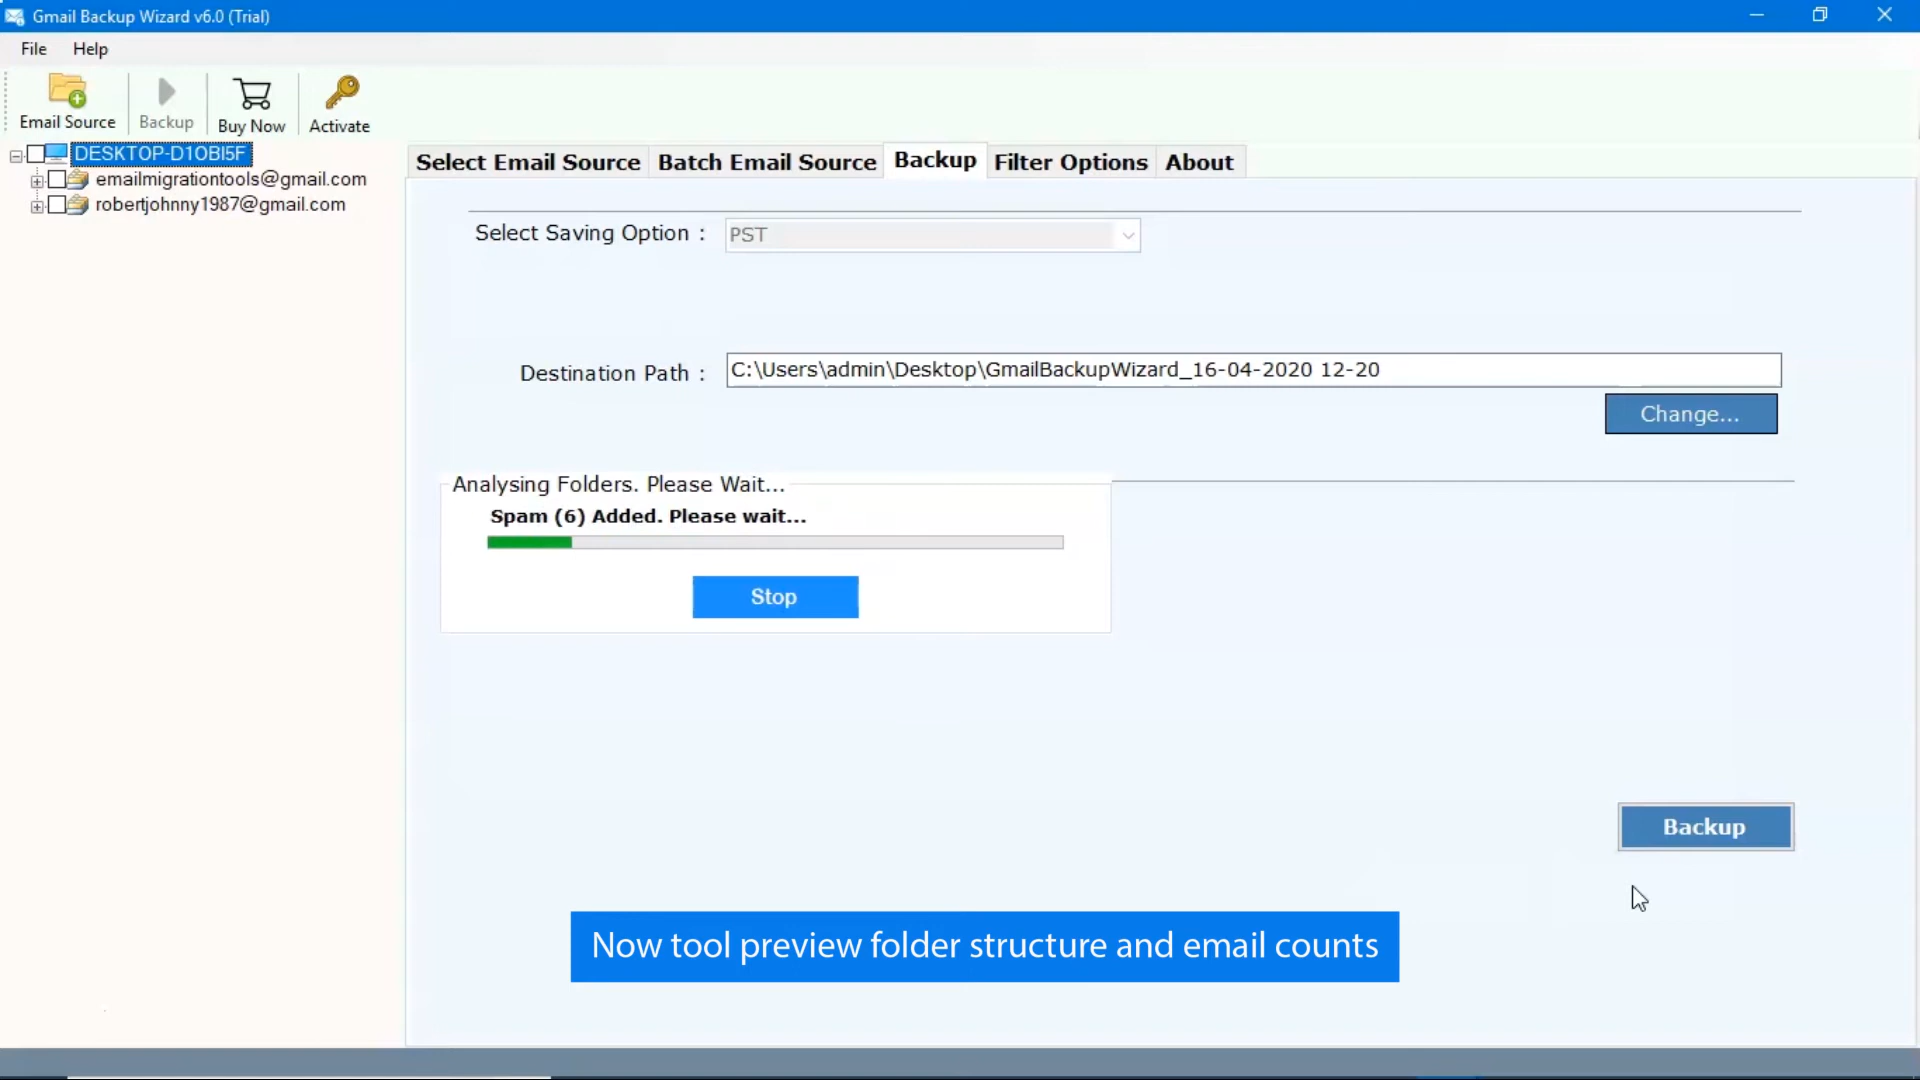 Gmail Backup Wizard v6.0 (Trial)
File Help
Email Source Backup Buy Now Activate
DESKTOP-D1OBI5F
emailmigrationtools@gmail.com
robertjohnny1987@gmail.com
Select Email Source Batch Email Source Backup Filter Options About
Select Saving Option : PST
Destination Path : C:\Users\admin\Desktop\GmailBackupWizard_16-04-2020 12-20
Change...
Analysing Folders. Please Wait...
Spam (6) Added. Please wait...
Stop
Backup
Now tool preview folder structure and email counts